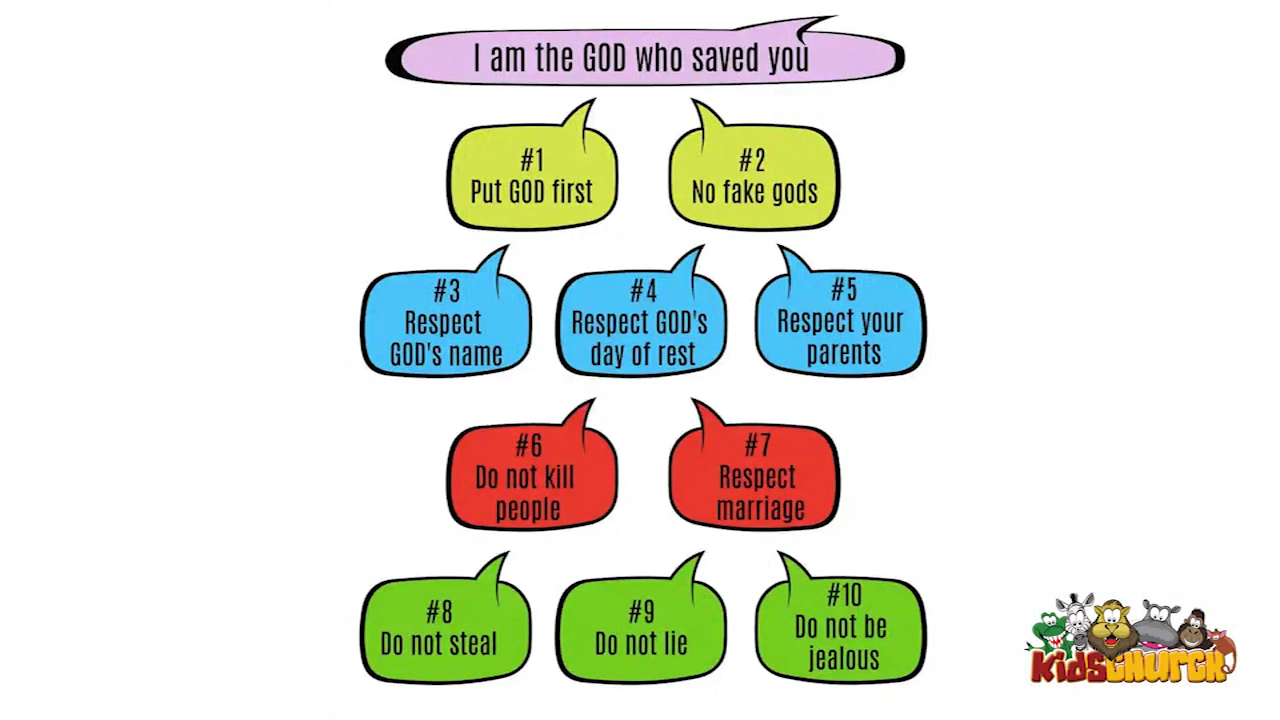 I am the GOD who saved you
#1
Put GOD first
#2
No fake gods
#3
Respect
GOD's name
#4
Respect GOD's
day of rest
#5
Respect your
parents
#6
Do not kill
people
#7
Respect
marriage
#8
Do not steal
#9
Do not lie
#10
Do not be
jealous
KiDSCHURCH